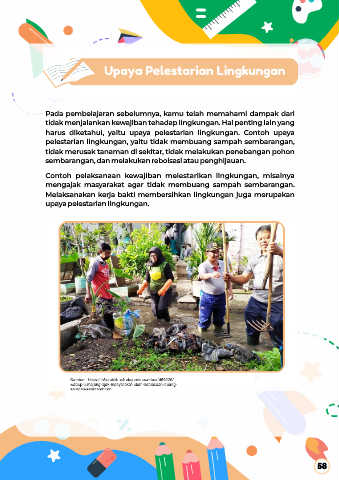 Upaya Pelestarian Lingkungan
Pada pembelajaran sebelumnya, kamu telah memahami dampak dari
tidak menjalankan kewajiban tehadap lingkungan. Hal penting lain yang
harus diketahui, yaitu upaya pelestarian lingkungan. Contoh upaya
pelestarian lingkungan, yaitu tidak membuang sampah sembarangan,
tidak merusak tanaman di sekitar, tidak melakukan penebangan pohon
sembarangan, dan melakukan reboisasi atau penghijauan.
Contoh pelaksanaan kewajiban melestarikan lingkungan, misalnya
mengajak masyarakat agar tidak membuang sampah sembarangan.
Melaksanakan kerja bakti membersihkan lingkungan juga merupakan
upaya pelestarian lingkungan.
58